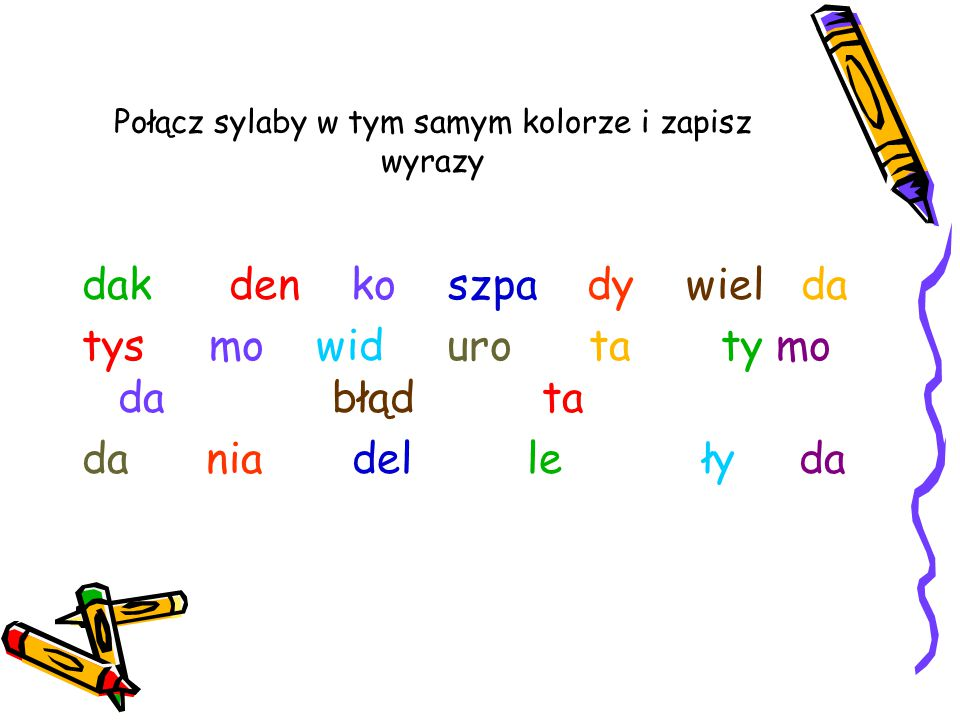 Połącz sylaby w tym samym kolorze i zapisz
wyrazy
dak den ko szpa dy wiel da
tys mo wid uro ta ty mo
da błąd ta
da nia del le ły da